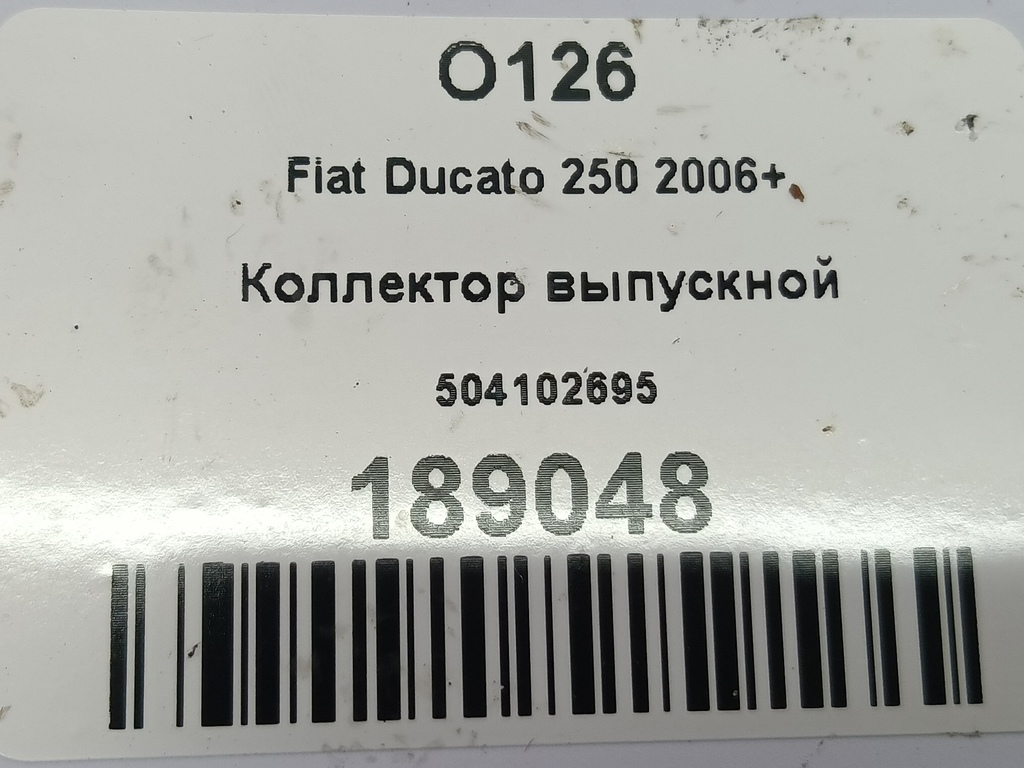 O126
Fiat Ducato 250 2006+
Коллектор выпускной
504102695
189048